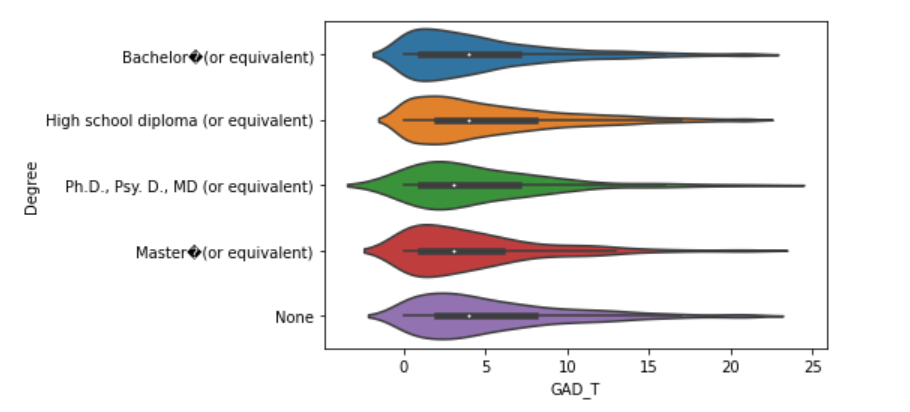 Bachelor�(or equivalent)
High school diploma (or equivalent)
Ph.D., Psy. D., MD (or equivalent)
Master�(or equivalent)
None
Degree
0 5 10 15 20 25
GAD_T